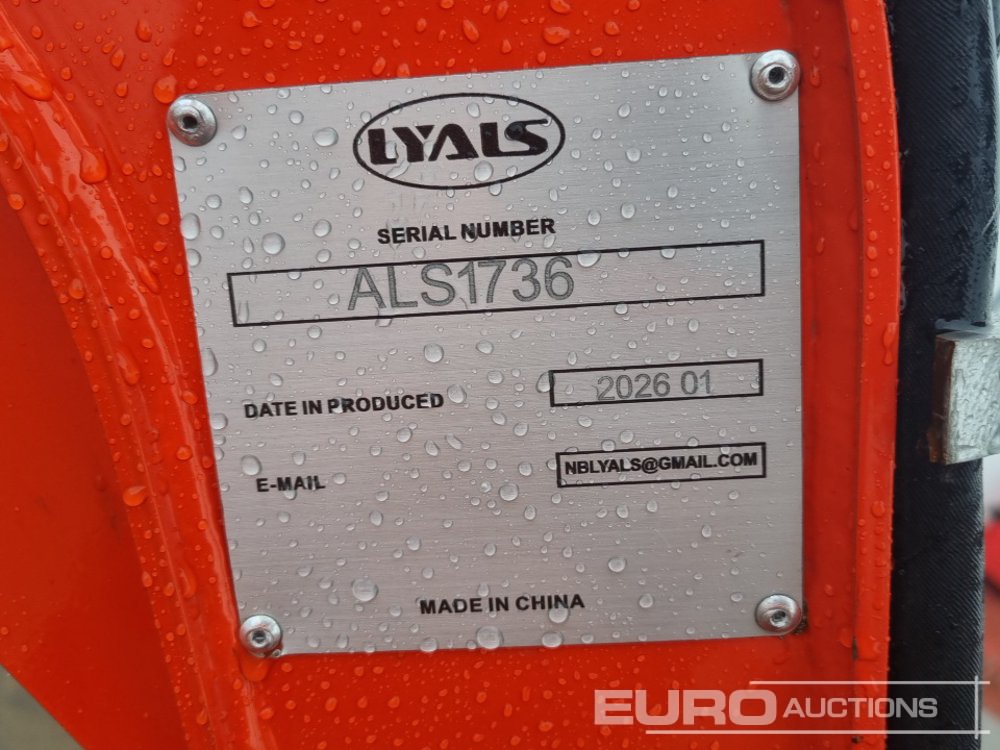 LYALS
SERIAL NUMBER
ALS1736
DATE IN PRODUCED 2026 01
E-MAIL NBLYALS@GMAIL.COM
MADE IN CHINA
EURO AUCTIONS